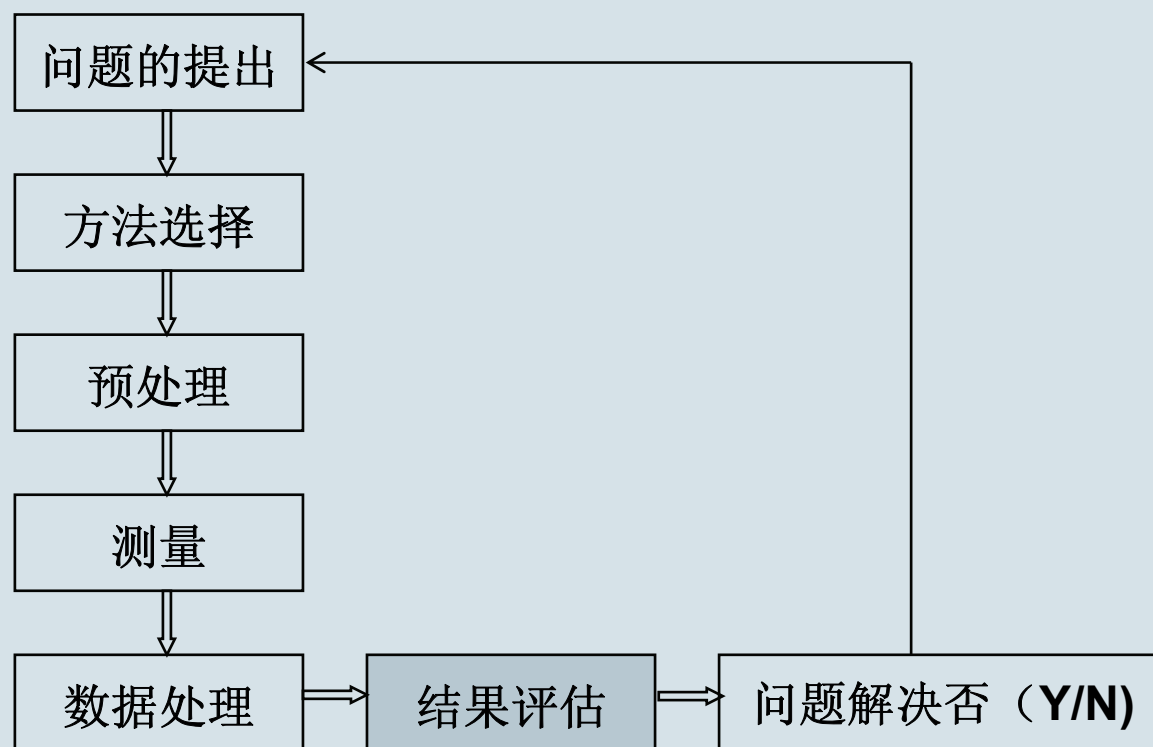 问题的提出
方法选择
预处理
测量
数据处理
结果评估
问题解决否（Y/N)